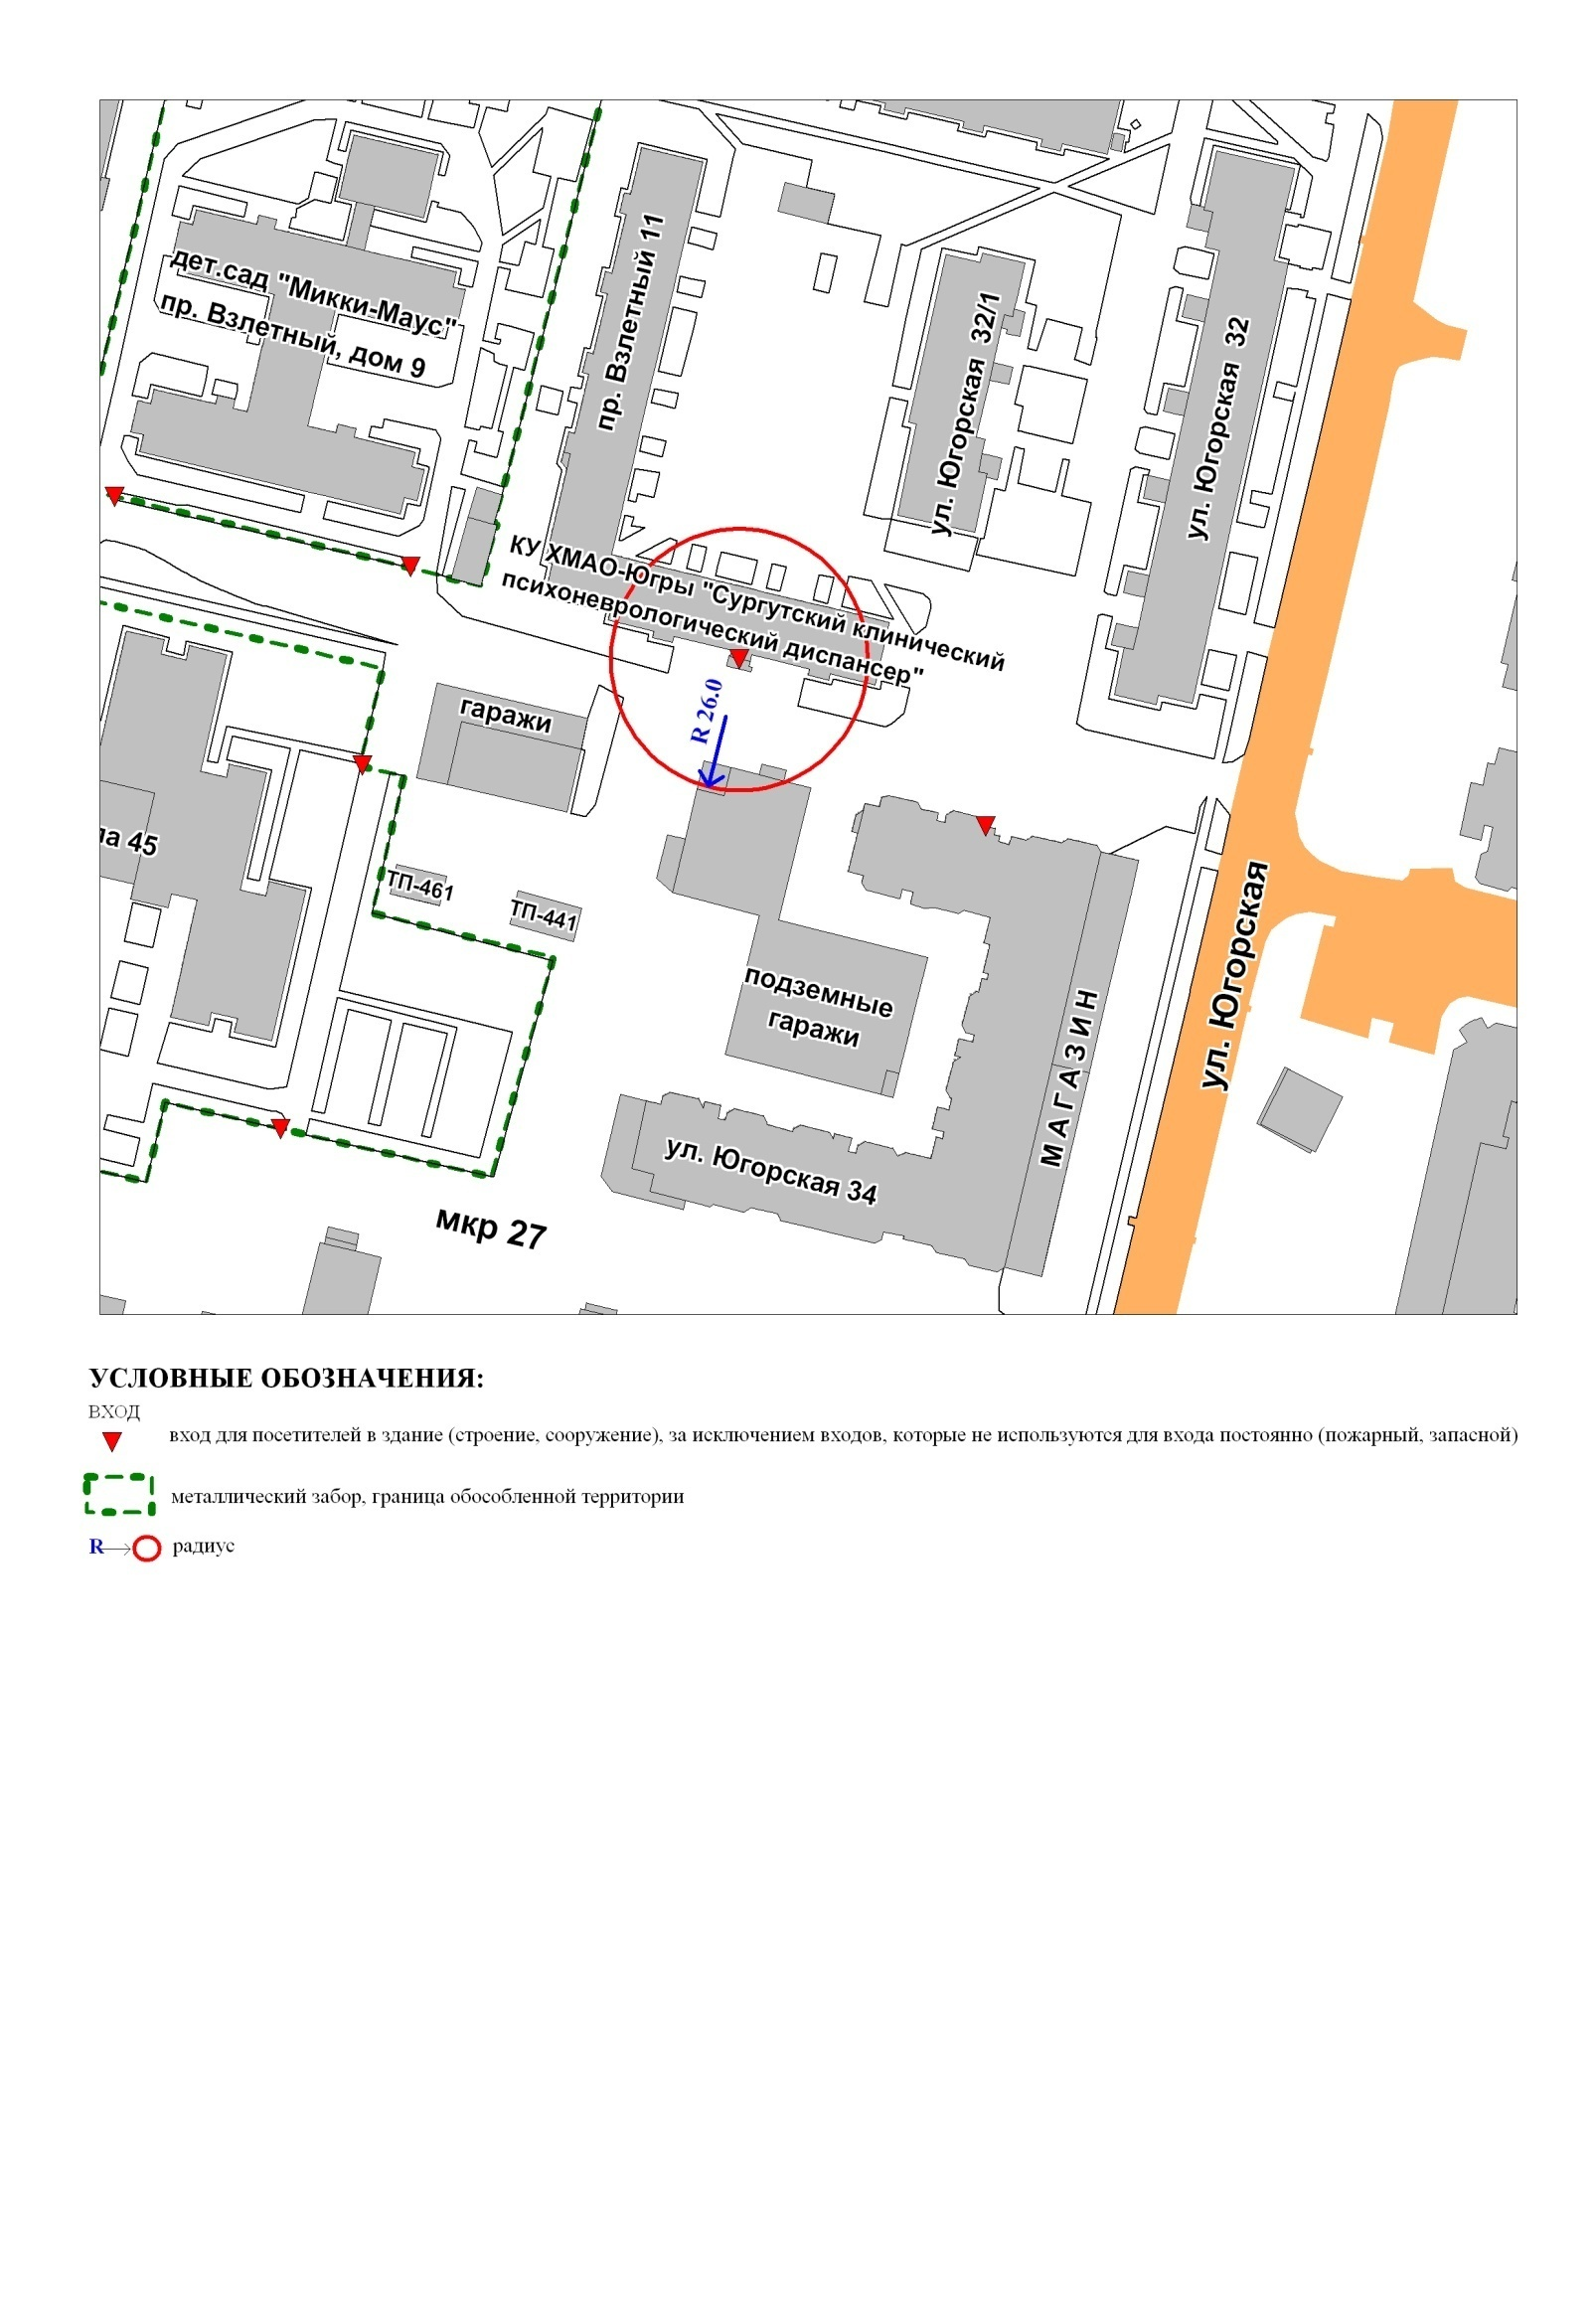 дет.сад "Микки-Маус"
пр. Взлетный, дом 9
пр. Взлетный 11
ул. Югорская 32/1
ул. Югорская 32
КУ ХМАО-Югры "Сургутский клинический
психоневрологический диспансер"
R 26.0
гаражи
ла 45
ТП-461
ТП-441
подземные
гаражи
МАГАЗИН
ул. Югорская
ул. Югорская 34
мкр 27
УСЛОВНЫЕ ОБОЗНАЧЕНИЯ:
ВХОД
вход для посетителей в здание (строение, сооружение), за исключением входов, которые не используются для входа постоянно (пожарный, запасной)
металлический забор, граница обособленной территории
R радиус